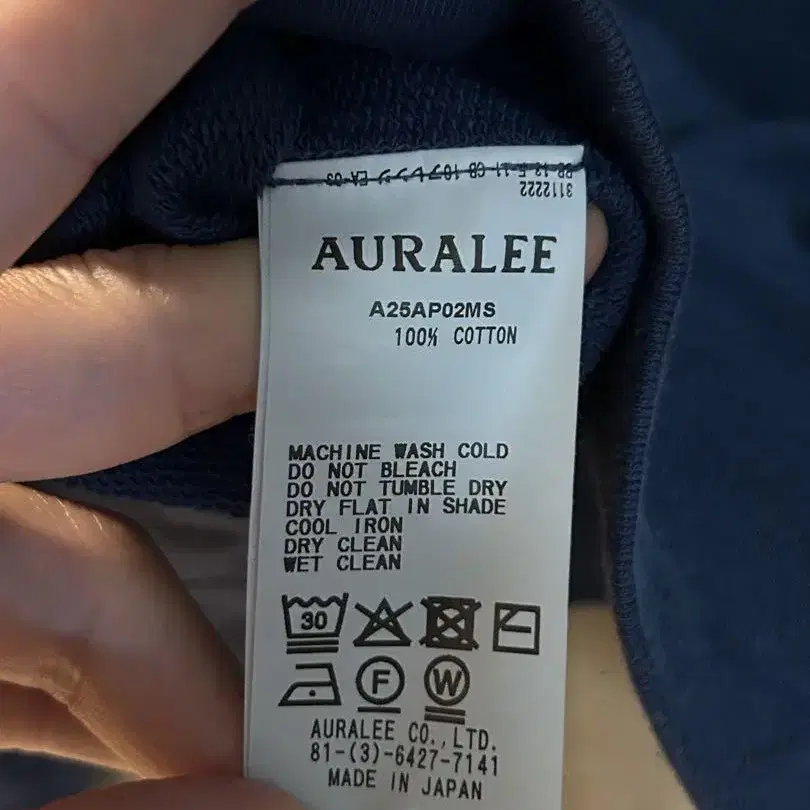 3112222
AURALEE
A25AP02MS
100% COTTON
MACHINE WASH COLD
DO NOT BLEACH
DO NOT TUMBLE DRY
DRY FLAT IN SHADE
COOL IRON
DRY CLEAN
WET CLEAN
30
F W
AURALEE CO.,LTD.
81-(3)-6427-7141
MADE IN JAPAN